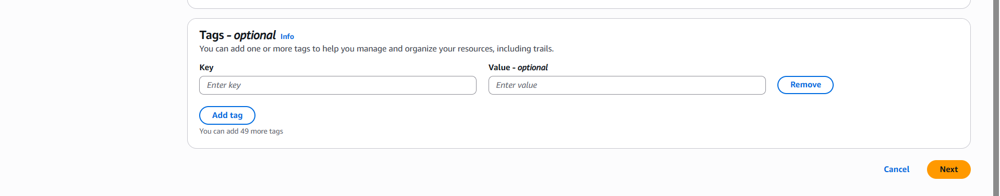 Tags - optional Info
You can add one or more tags to help you manage and organize your resources, including trails.
Key
Value - optional
Enter key
Enter value
Remove
Add tag
You can add 49 more tags
Cancel
Next